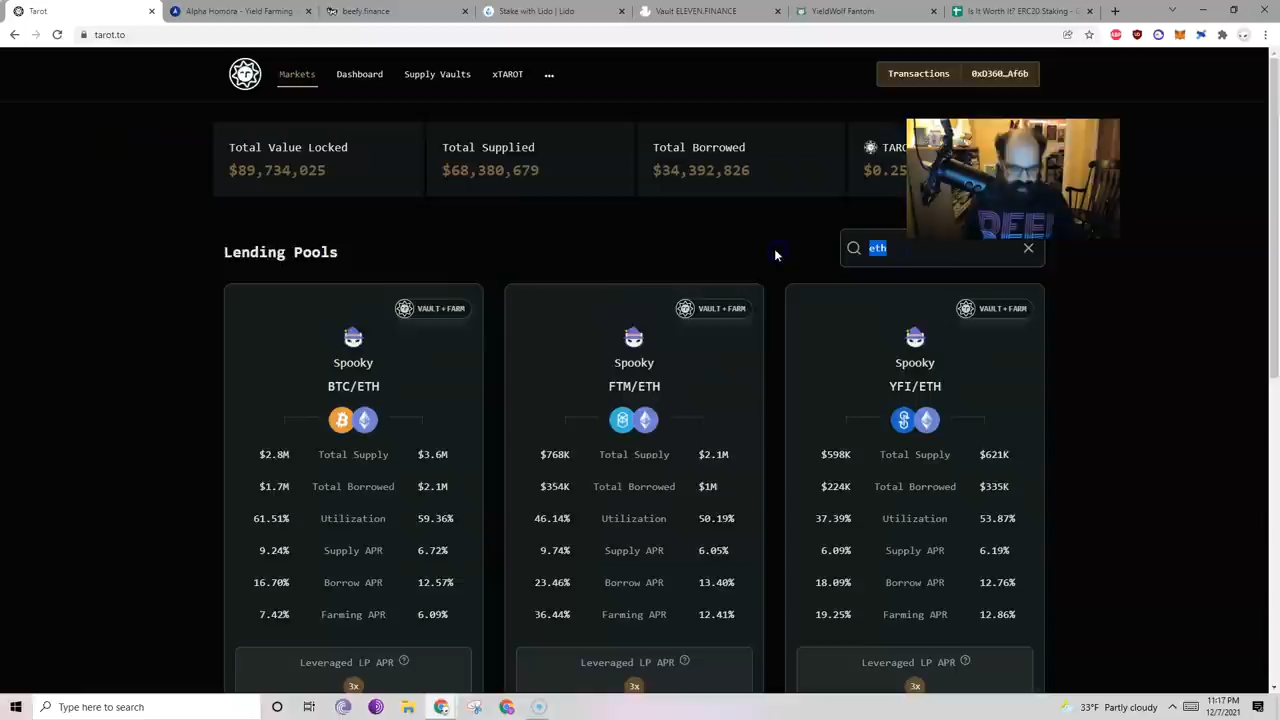 Tarot
Alpha Homora - Yield Farming
beefy.finance
Stake with Lido | Lido
Vault ELEVEN.FINANCE
YieldWolf Fantom
Is It Worth It? ERC20 Staking - G
tarot.to
Markets
Dashboard
Supply Vaults
xTAROT
Transactions
0xD360…Af6b
Total Value Locked
Total Supplied
Total Borrowed
TARO
$89,734,025
$68,380,679
$34,392,826
$0.25
BEE
Lending Pools
eth
VAULT + FARM
VAULT + FARM
VAULT + FARM
Spooky
Spooky
Spooky
BTC/ETH
FTM/ETH
YFI/ETH
$2.8M Total Supply $3.6M
$768K Total Supply $2.1M
$598K Total Supply $621K
$1.7M Total Borrowed $2.1M
$354K Total Borrowed $1M
$224K Total Borrowed $335K
61.51% Utilization 59.36%
46.14% Utilization 50.19%
37.39% Utilization 53.87%
9.24% Supply APR 6.72%
9.74% Supply APR 6.05%
6.09% Supply APR 6.19%
16.70% Borrow APR 12.57%
23.46% Borrow APR 13.40%
18.09% Borrow APR 12.76%
7.42% Farming APR 6.09%
36.44% Farming APR 12.41%
19.25% Farming APR 12.86%
Leveraged LP APR
Leveraged LP APR
Leveraged LP APR
3x
3x
3x
Type here to search
33°F Partly cloudy
11:17 PM
12/7/2021